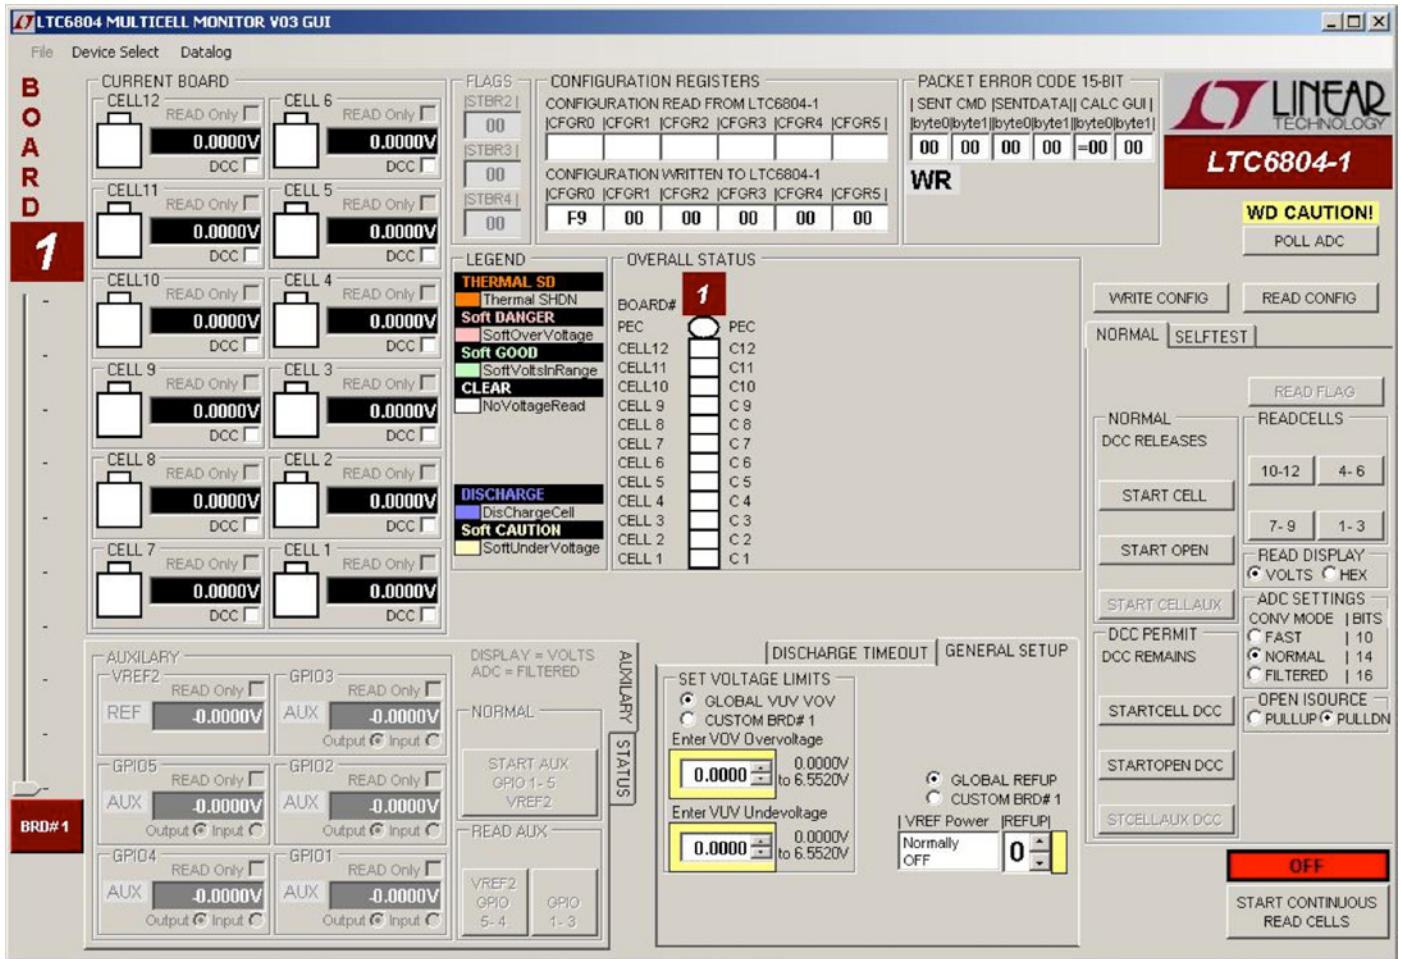 LTC6804 MULTICELL MONITOR V03 GUI
File Device Select Datalog
BOARD
1
BRD# 1
CURRENT BOARD
CELL12 READ Only
0.0000V
DCC
CELL 6 READ Only
0.0000V
DCC
CELL11 READ Only
0.0000V
DCC
CELL 5 READ Only
0.0000V
DCC
CELL10 READ Only
0.0000V
DCC
CELL 4 READ Only
0.0000V
DCC
CELL 9 READ Only
0.0000V
DCC
CELL 3 READ Only
0.0000V
DCC
CELL 8 READ Only
0.0000V
DCC
CELL 2 READ Only
0.0000V
DCC
CELL 7 READ Only
0.0000V
DCC
CELL 1 READ Only
0.0000V
DCC
FLAGS
|STBR2|
00
|STBR3|
00
|STBR4|
00
CONFIGURATION REGISTERS
CONFIGURATION READ FROM LTC6804-1
|CFGR0 |CFGR1 |CFGR2 |CFGR3 |CFGR4 |CFGR5|
CONFIGURATION WRITTEN TO LTC6804-1
|CFGR0 |CFGR1 |CFGR2 |CFGR3 |CFGR4 |CFGR5|
F9 00 00 00 00 00
PACKET ERROR CODE 15-BIT
| SENT CMD |SENTDATA|| CALC GUI |
|byte0|byte1||byte0|byte1||byte0|byte1|
00 00 00 00 =00 00
WR
LINEAR
TECHNOLOGY
LTC6804-1
WD CAUTION!
POLL ADC
LEGEND
THERMAL SD
Thermal SHDN
Soft DANGER
SoftOverVoltage
Soft GOOD
SoftVoltsInRange
CLEAR
NoVoltageRead
DISCHARGE
DisChargeCell
Soft CAUTION
SoftUnderVoltage
OVERALL STATUS
BOARD# 1
PEC PEC
CELL12 C12
CELL11 C11
CELL10 C10
CELL 9 C 9
CELL 8 C 8
CELL 7 C 7
CELL 6 C 6
CELL 5 C 5
CELL 4 C 4
CELL 3 C 3
CELL 2 C 2
CELL 1 C 1
WRITE CONFIG READ CONFIG
NORMAL SELFTEST
READ FLAG
NORMAL
DCC RELEASES
START CELL
START OPEN
START CELLAUX
DCC PERMIT
DCC REMAINS
STARTCELL DCC
STARTOPEN DCC
STCELLAUX DCC
READCELLS
10-12 4- 6
7- 9 1- 3
READ DISPLAY
VOLTS HEX
ADC SETTINGS
CONV MODE | BITS
FAST | 10
NORMAL | 14
FILTERED | 16
OPEN ISOURCE
PULLUP PULLDN
OFF
START CONTINUOUS
READ CELLS
AUXILARY
VREF2 READ Only
REF -0.0000V
GPIO3 READ Only
AUX -0.0000V
Output Input
GPIO5 READ Only
AUX -0.0000V
Output Input
GPIO2 READ Only
AUX -0.0000V
Output Input
GPIO4 READ Only
AUX -0.0000V
Output Input
GPIO1 READ Only
AUX -0.0000V
Output Input
DISPLAY = VOLTS
ADC = FILTERED
NORMAL
START AUX
GPIO 1- 5
VREF2
READ AUX
VREF2
GPIO
5- 4
GPIO
1- 3
AUXILARY
STATUS
DISCHARGE TIMEOUT GENERAL SETUP
SET VOLTAGE LIMITS
GLOBAL VUV VOV
CUSTOM BRD# 1
Enter VOV Overvoltage
0.0000 0.0000V
to 6.5520V
Enter VUV Undevoltage
0.0000 0.0000V
to 6.5520V
GLOBAL REFUP
CUSTOM BRD# 1
| VREF Power |REFUP|
Normally
OFF
0